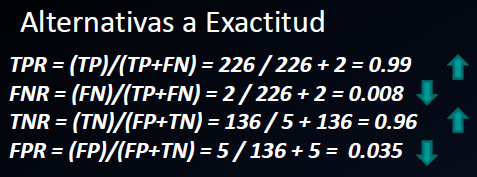 Alternativas a Exactitud
TPR = (TP)/(TP+FN) = 226 / 226 + 2 = 0.99
FNR = (FN)/(TP+FN) = 2 / 226 + 2 = 0.008
TNR = (TN)/(FP+TN) = 136 / 5 + 136 = 0.96
FPR = (FP)/(FP+TN) = 5 / 136 + 5 =  0.035